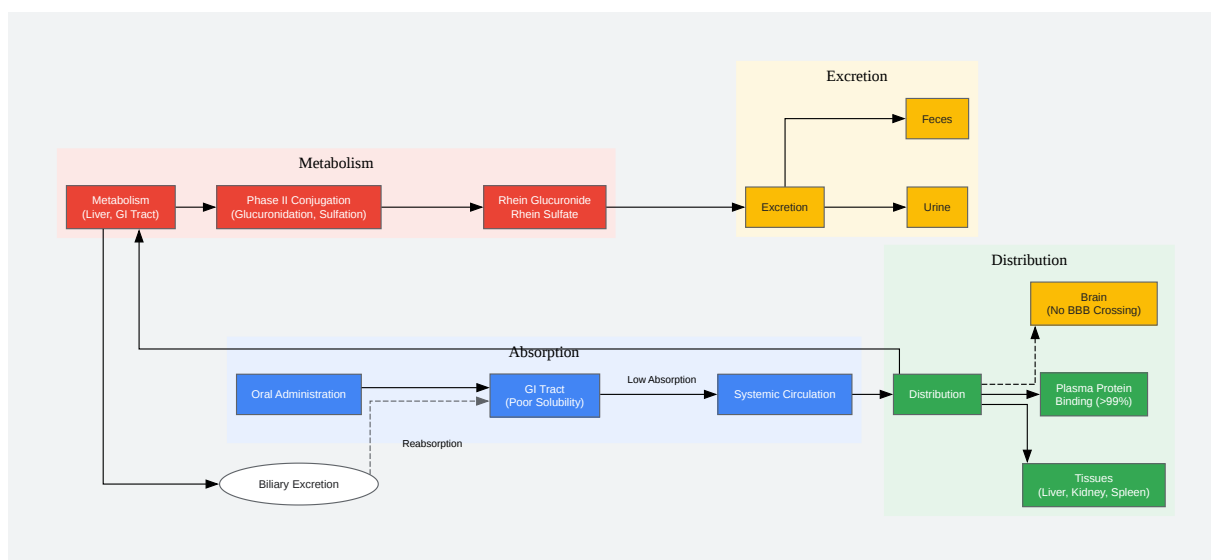 Excretion
Feces
Metabolism
Metabolism
(Liver, GI Tract)
Phase II Conjugation
(Glucuronidation, Sulfation)
Rhein Glucuronide
Rhein Sulfate
Excretion
Urine
Distribution
Brain
(No BBB Crossing)
Absorption
Oral Administration
GI Tract
(Poor Solubility)
Low Absorption
Systemic Circulation
Distribution
Plasma Protein
Binding (>99%)
Reabsorption
Biliary Excretion
Tissues
(Liver, Kidney, Spleen)